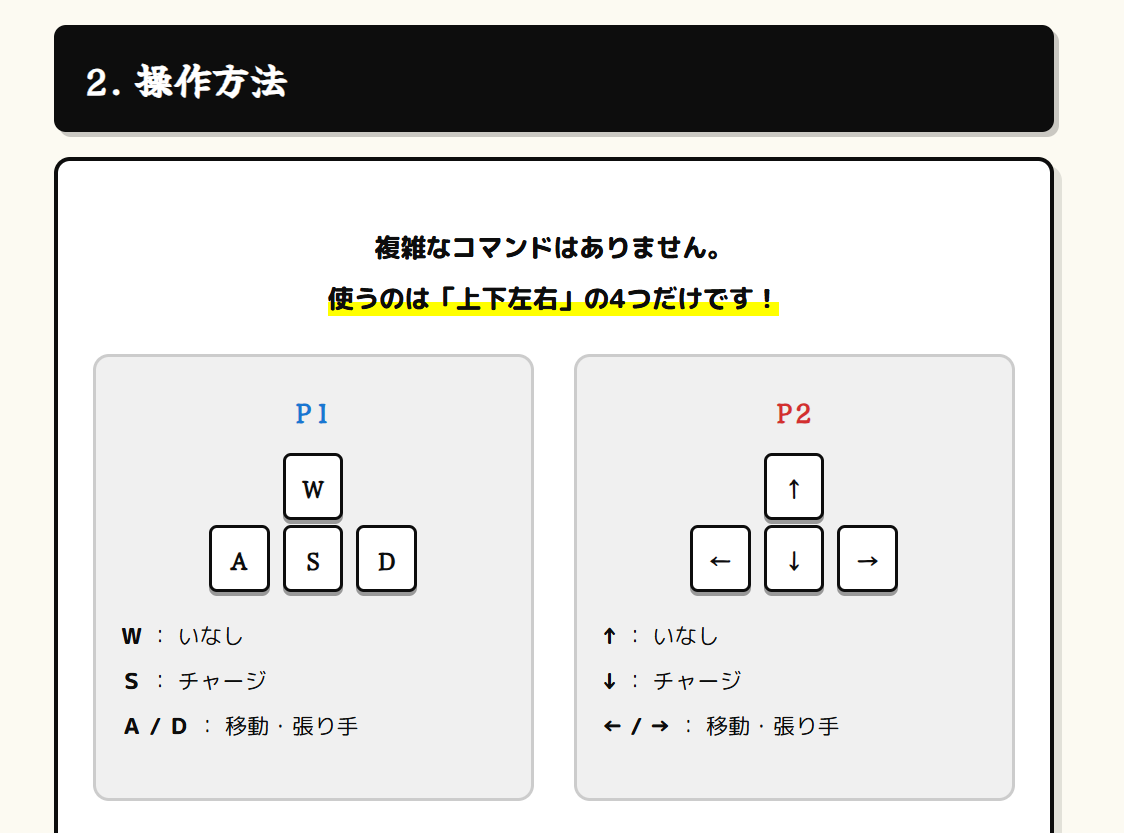 2. 操作方法
複雑なコマンドはありません。
使うのは「上下左右」の4つだけです！
P1
W
A S D
W ： いなし
S ： チャージ
A / D ： 移動・張り手
P2
↑
← ↓ →
↑ ： いなし
↓ ： チャージ
← / → ： 移動・張り手